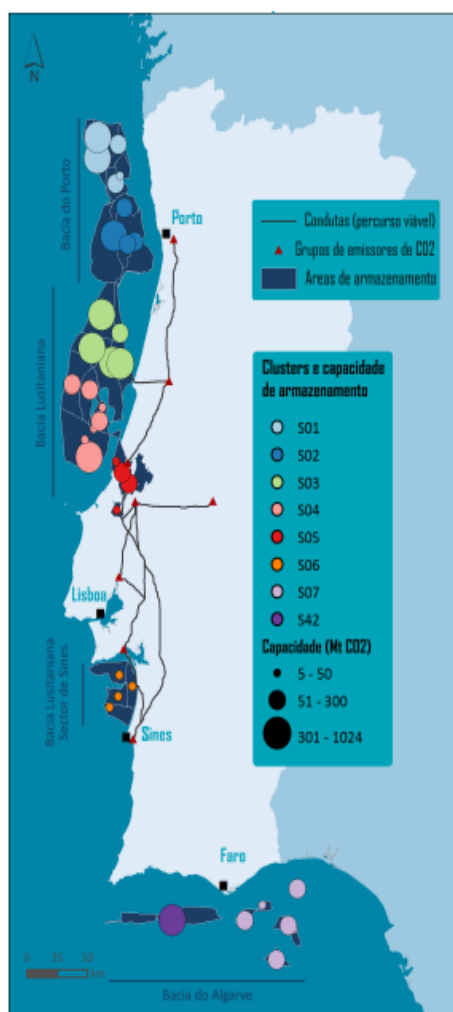 N
Bacia do Porto
Porto
Condutas (percurso viável)
Grupos de emissores de CO2
Areas de armazenamento
Bacia Lusitaniana
Clusters e capacidade
de armazenamento
S01
S02
S03
S04
S05
S06
S07
S42
Capacidade (Mt CO2)
5 - 50
51 - 300
301 - 1024
Lisboa
Bacia Lusitaniana
Sector de Sines
Sines
Faro
0 25 50
km
Bacia do Algarve